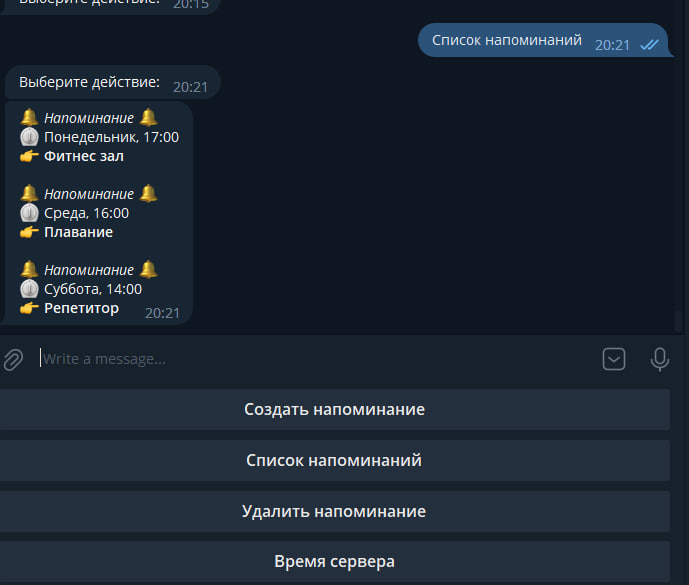 Выберите действие: 20:15
Список напоминаний 20:21
Выберите действие: 20:21
Напоминание
Понедельник, 17:00
Фитнес зал
Напоминание
Среда, 16:00
Плавание
Напоминание
Суббота, 14:00
Репетитор 20:21
Write a message...
Создать напоминание
Список напоминаний
Удалить напоминание
Время сервера